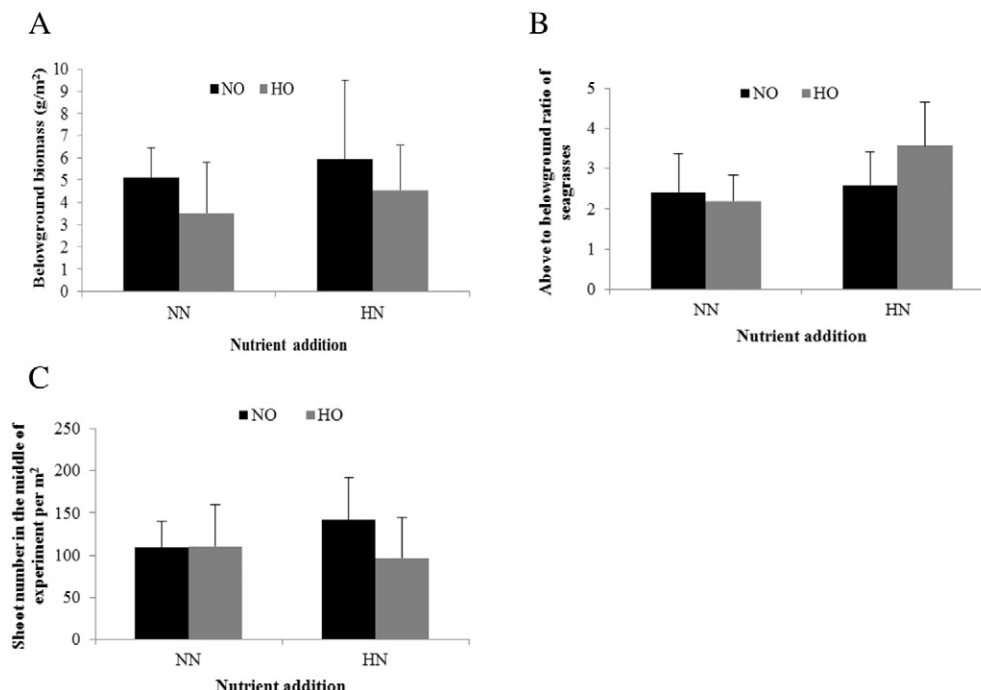 A
Belowground biomass (g/m²)
10
9
8
7
6
5
4
3
2
1
0
NO HO
NN HN
Nutrient addition
B
Above to belowground ratio of
seagrasses
5
4
3
2
1
0
NO HO
NN HN
Nutrient addition
C
Shoot number in the middle of
experiment per m²
250
200
150
100
50
0
NO HO
NN HN
Nutrient addition